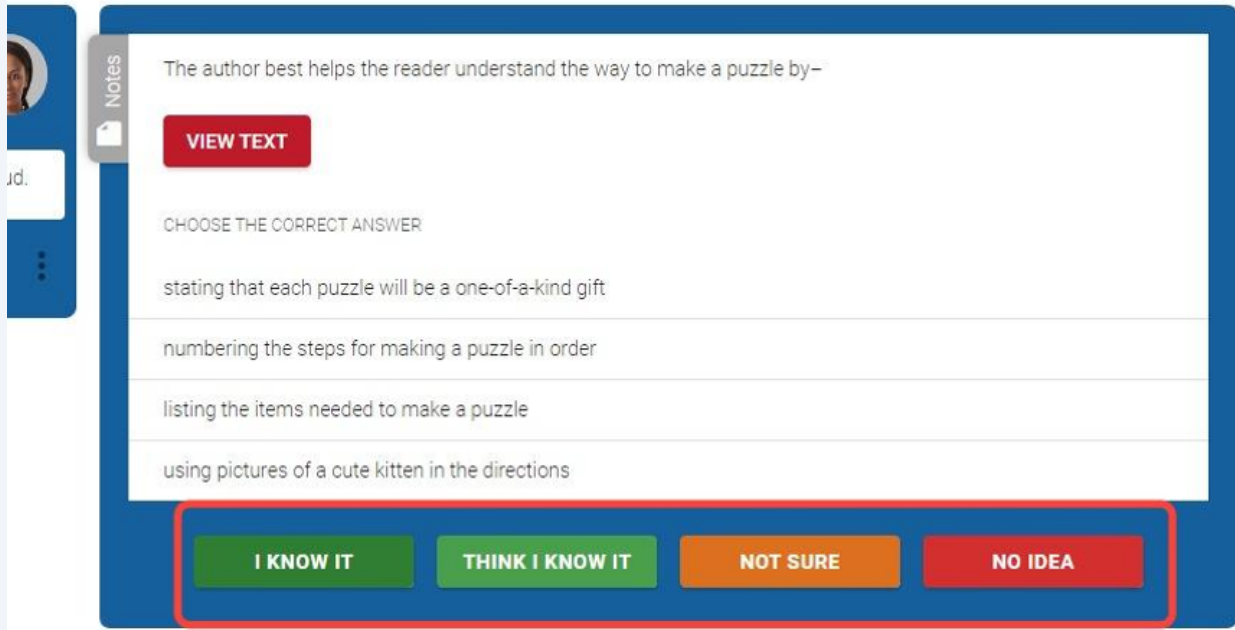 ud.
Notes
The author best helps the reader understand the way to make a puzzle by–
VIEW TEXT
CHOOSE THE CORRECT ANSWER
stating that each puzzle will be a one-of-a-kind gift
numbering the steps for making a puzzle in order
listing the items needed to make a puzzle
using pictures of a cute kitten in the directions
I KNOW IT
THINK I KNOW IT
NOT SURE
NO IDEA